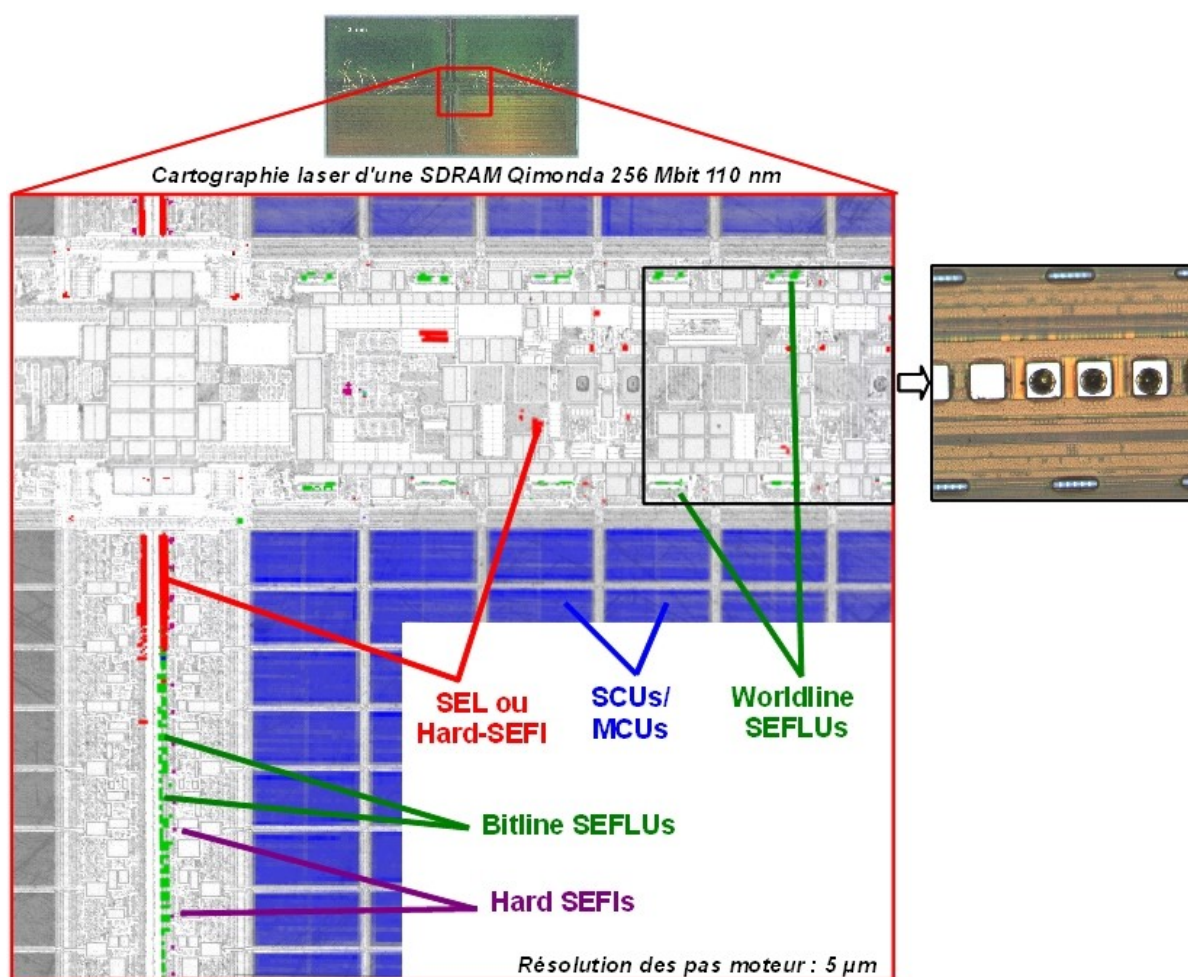 Cartographie laser d'une SDRAM Qimonda 256 Mbit 110 nm
SEL ou
Hard-SEFI
SCUs/
MCUs
Worldline
SEFLUs
Bitline SEFLUs
Hard SEFIs
Résolution des pas moteur : 5 µm